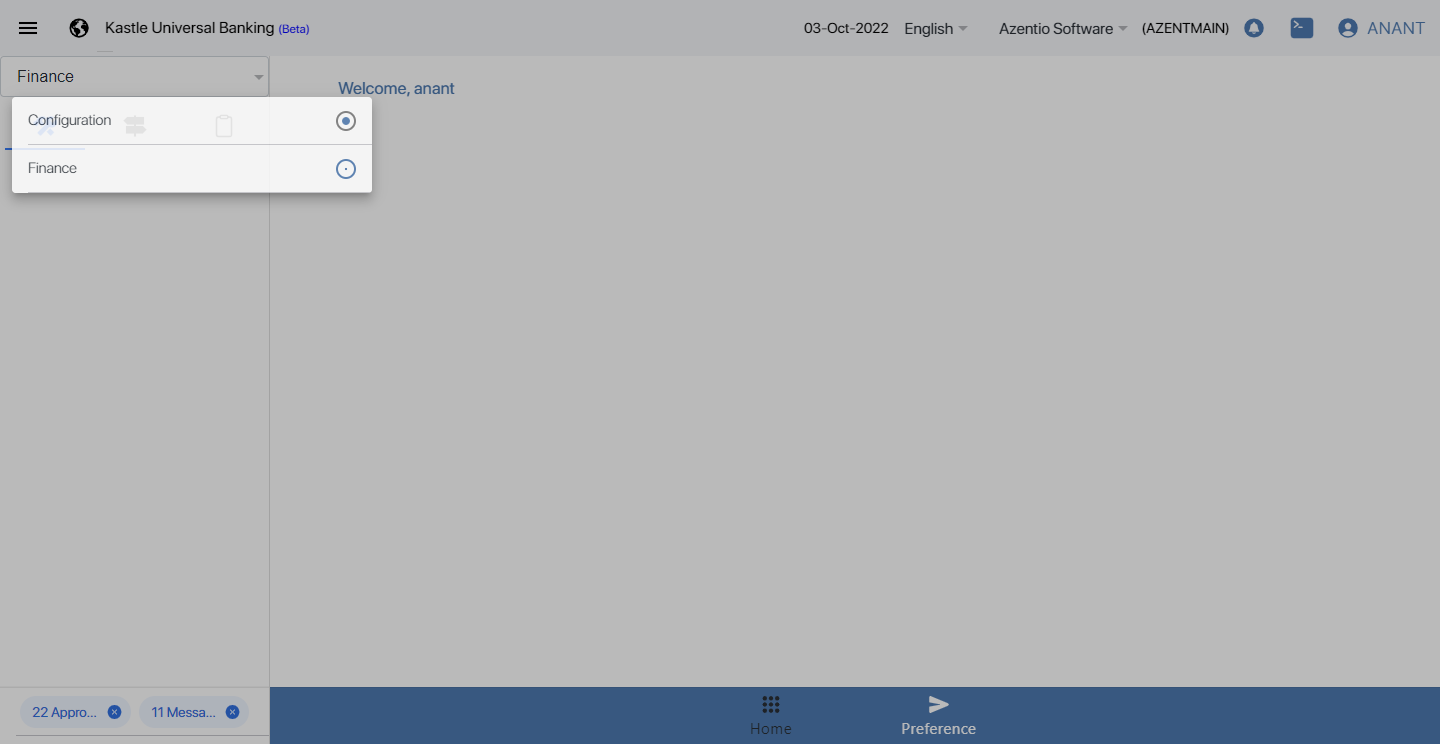 Kastle Universal Banking (Beta) 03-Oct-2022 English Azentio Software (AZENTMAIN) ANANT
Finance
Welcome, anant
Configuration
Finance
22 Appro... 11 Messa...
Home Preference